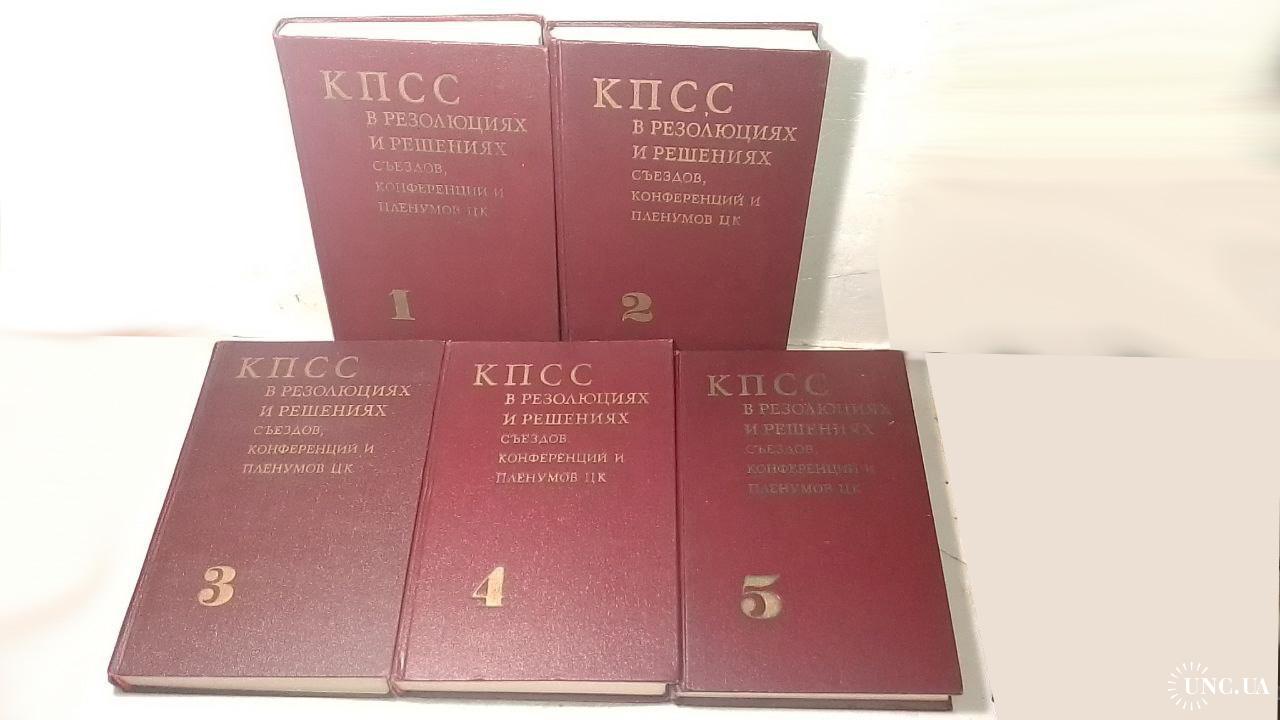 КПСС
В РЕЗОЛЮЦИЯХ
И РЕШЕНИЯХ
СЪЕЗДОВ,
КОНФЕРЕНЦИЙ И
ПЛЕНУМОВ ЦК
1
КПСС
В РЕЗОЛЮЦИЯХ
И РЕШЕНИЯХ
СЪЕЗДОВ,
КОНФЕРЕНЦИЙ И
ПЛЕНУМОВ ЦК
2
КПСС
В РЕЗОЛЮЦИЯХ
И РЕШЕНИЯХ
СЪЕЗДОВ,
КОНФЕРЕНЦИЙ И
ПЛЕНУМОВ ЦК
3
КПСС
В РЕЗОЛЮЦИЯХ
И РЕШЕНИЯХ
СЪЕЗДОВ,
КОНФЕРЕНЦИЙ И
ПЛЕНУМОВ ЦК
4
КПСС
В РЕЗОЛЮЦИЯХ
И РЕШЕНИЯХ
СЪЕЗДОВ,
КОНФЕРЕНЦИЙ И
ПЛЕНУМОВ ЦК
5
UNC.UA